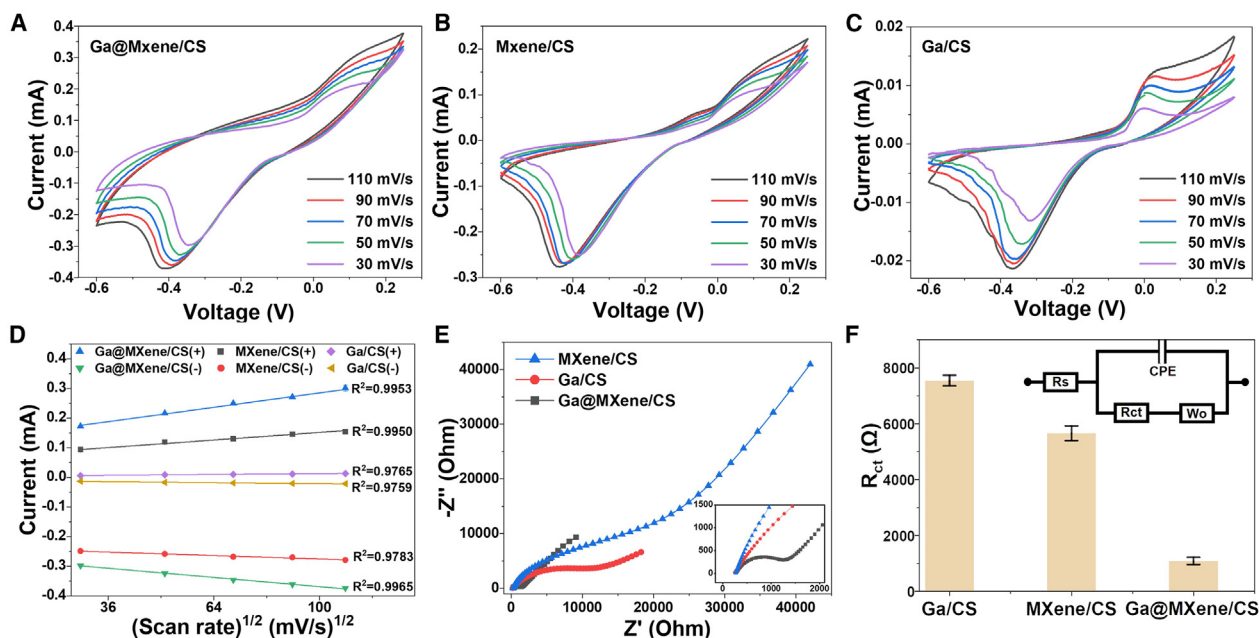 A
Ga@Mxene/CS
0.4
0.3
0.2
0.1
0.0
-0.1
-0.2
-0.3
-0.4
Current (mA)
110 mV/s
90 mV/s
70 mV/s
50 mV/s
30 mV/s
-0.6 -0.4 -0.2 0.0 0.2
Voltage (V)
B
Mxene/CS
0.2
0.1
0.0
-0.1
-0.2
-0.3
Current (mA)
110 mV/s
90 mV/s
70 mV/s
50 mV/s
30 mV/s
-0.6 -0.4 -0.2 0.0 0.2
Voltage (V)
C
Ga/CS
0.02
0.01
0.00
-0.01
-0.02
Current (mA)
110 mV/s
90 mV/s
70 mV/s
50 mV/s
30 mV/s
-0.6 -0.4 -0.2 0.0 0.2
Voltage (V)
D
Ga@MXene/CS(+) MXene/CS(+) Ga/CS(+)
Ga@MXene/CS(-) MXene/CS(-) Ga/CS(-)
0.5
0.4
0.3
0.2
0.1
0.0
-0.1
-0.2
-0.3
-0.4
Current (mA)
R²=0.9953
R²=0.9950
R²=0.9765
R²=0.9759
R²=0.9783
R²=0.9965
36 64 100
(Scan rate)¹/² (mV/s)¹/²
E
MXene/CS
Ga/CS
Ga@MXene/CS
40000
30000
20000
10000
0
-Z'' (Ohm)
1500
1000
500
0
0 1000 2000
0 10000 20000 30000 40000
Z' (Ohm)
F
8000
6000
4000
2000
0
Rct (Ω)
Rs
CPE
Rct
Wo
Ga/CS MXene/CS Ga@MXene/CS